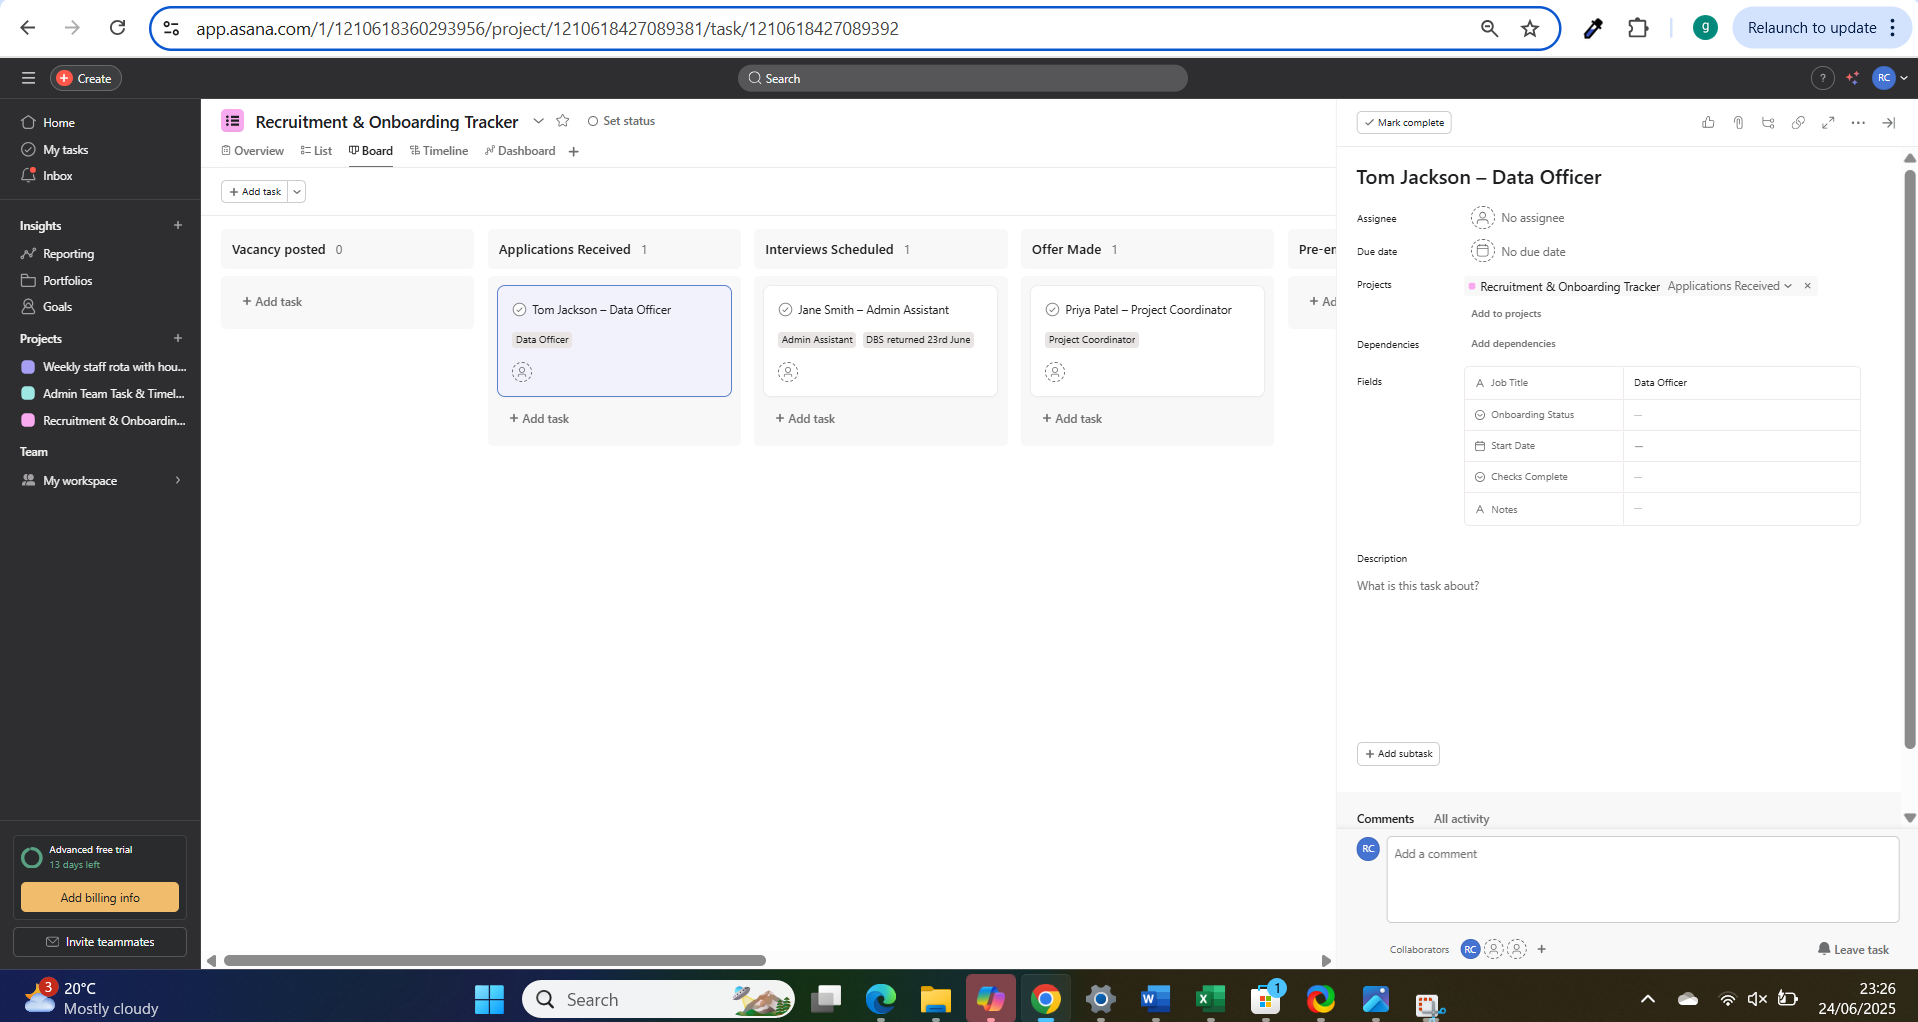 app.asana.com/1/1210618360293956/project/1210618427089381/task/1210618427089392
g
Relaunch to update
Create
Search
?
RC
Home
My tasks
Inbox
Insights
Reporting
Portfolios
Goals
Projects
Weekly staff rota with hou...
Admin Team Task & Timel...
Recruitment & Onboardin...
Team
My workspace
Advanced free trial
13 days left
Add billing info
Invite teammates
Recruitment & Onboarding Tracker
Set status
Overview
List
Board
Timeline
Dashboard
Add task
Vacancy posted 0
Add task
Applications Received 1
Tom Jackson – Data Officer
Data Officer
Add task
Interviews Scheduled 1
Jane Smith – Admin Assistant
Admin Assistant
DBS returned 23rd June
Add task
Offer Made 1
Priya Patel – Project Coordinator
Project Coordinator
Add task
Pre-en
Ad
Mark complete
Tom Jackson – Data Officer
Assignee
No assignee
Due date
No due date
Projects
Recruitment & Onboarding Tracker Applications Received
Add to projects
Dependencies
Add dependencies
Fields
Job Title
Data Officer
Onboarding Status
—
Start Date
—
Checks Complete
—
Notes
—
Description
What is this task about?
Add subtask
Comments
All activity
RC
Add a comment
Collaborators
RC
Leave task
3
20°C
Mostly cloudy
Search
1
23:26
24/06/2025